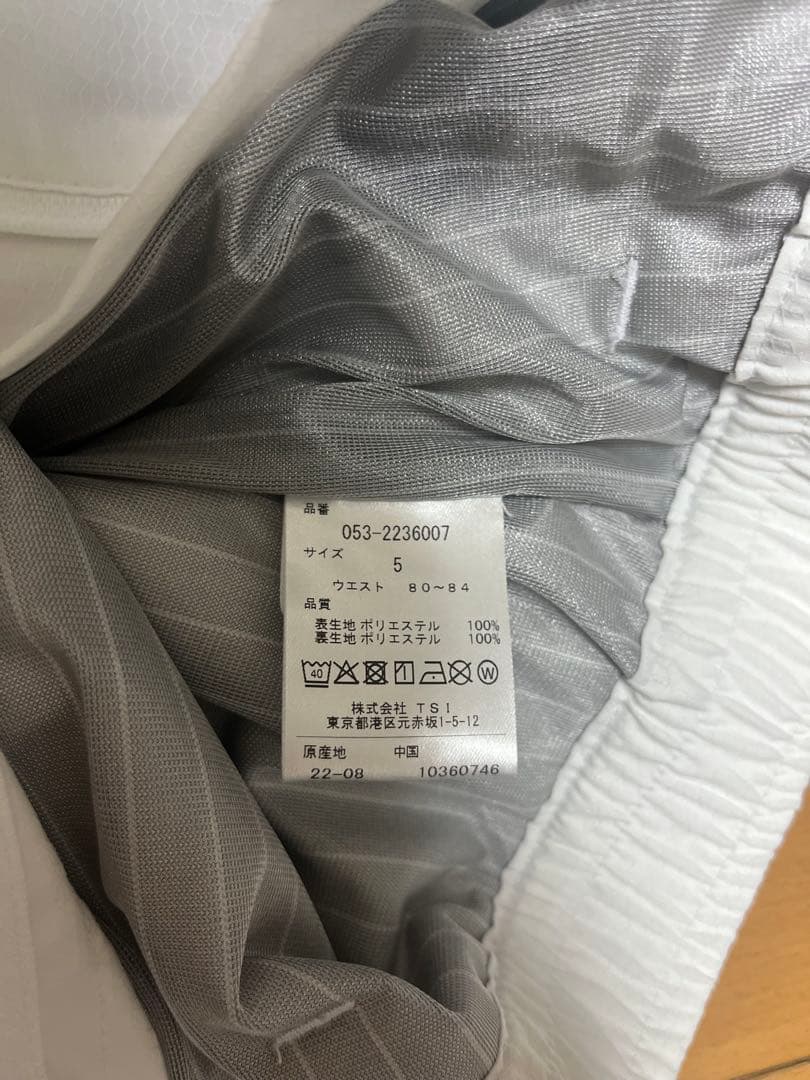 品番
053-2236007
サイズ
5
ウエスト 80～84
品質
表生地 ポリエステル 100%
裏生地 ポリエステル 100%
40 W
株式会社 TSI
東京都港区元赤坂1-5-12
原産地 中国
22-08 10360746